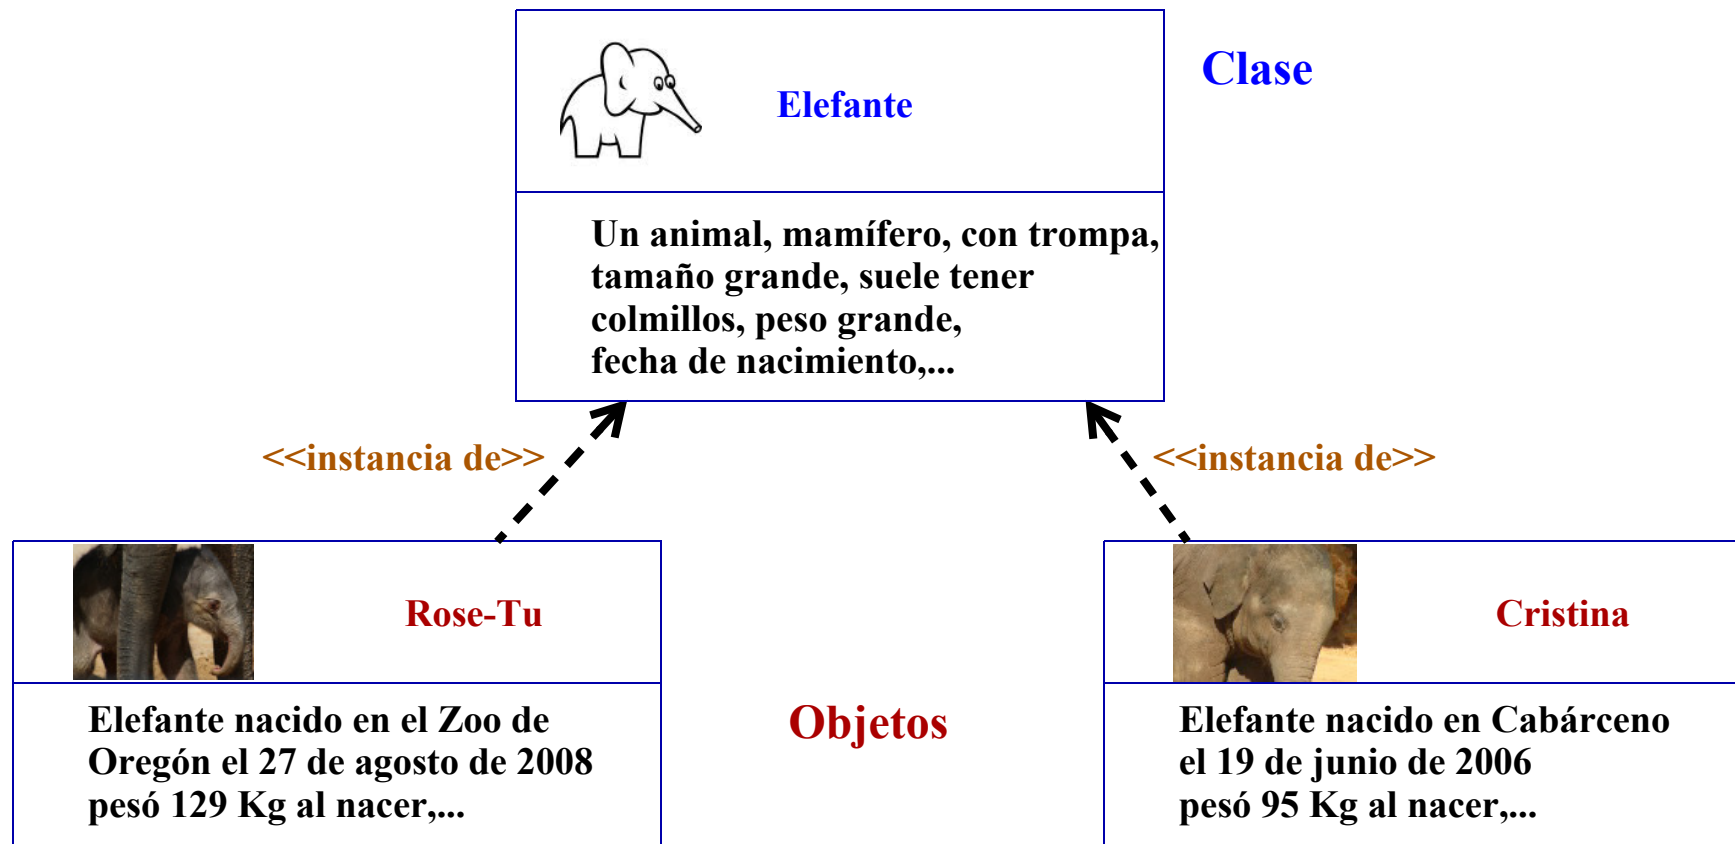 Clase
Elefante
Un animal, mamífero, con trompa,
tamaño grande, suele tener
colmillos, peso grande,
fecha de nacimiento,...
<<instancia de>>
<<instancia de>>
Rose-Tu
Elefante nacido en el Zoo de
Oregón el 27 de agosto de 2008
pesó 129 Kg al nacer,...
Objetos
Cristina
Elefante nacido en Cabárceno
el 19 de junio de 2006
pesó 95 Kg al nacer,...